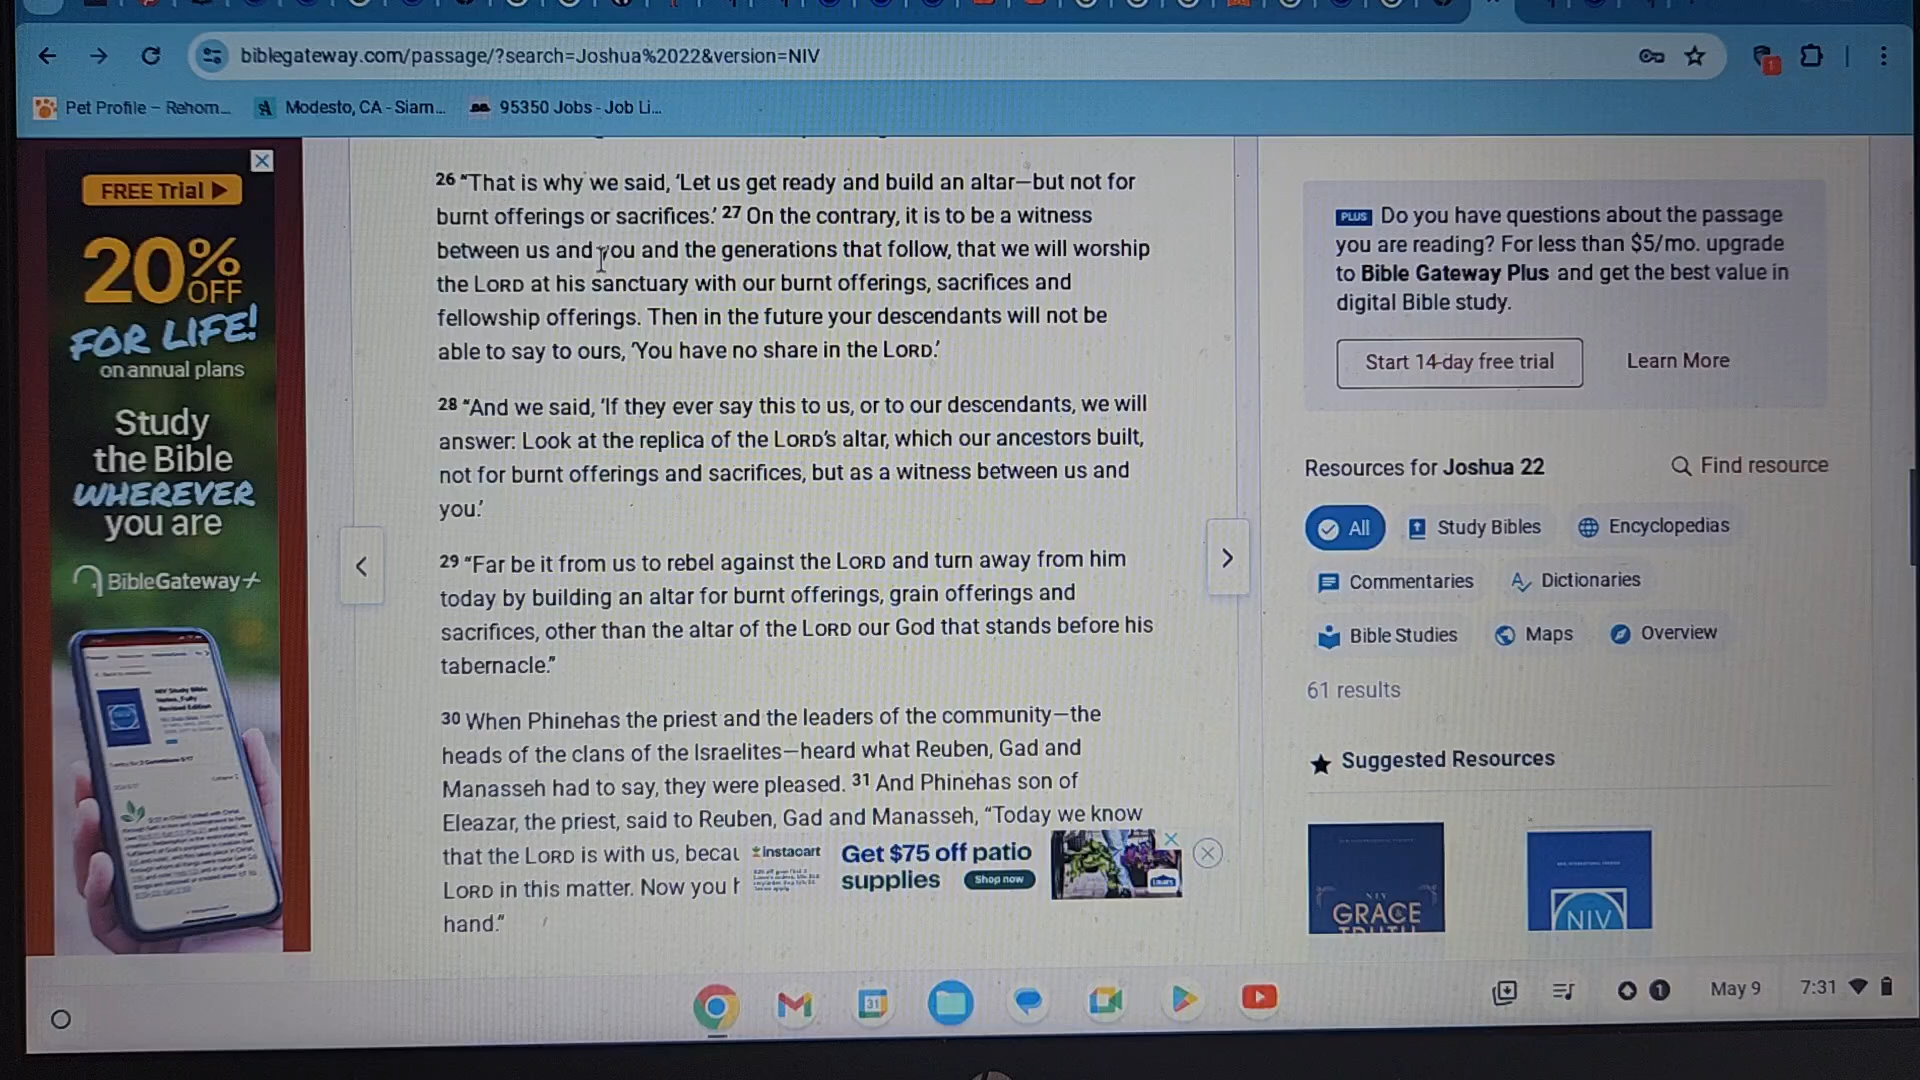 biblegateway.com/passage/?search=Joshua%2022&version=NIV
1
Pet Profile – Rehom...
Modesto, CA - Siam...
95350 Jobs - Job Li...
FREE Trial
20% OFF
FOR LIFE!
on annual plans
Study
the Bible
WHEREVER
you are
BibleGateway+
26 “That is why we said, ‘Let us get ready and build an altar—but not for
burnt offerings or sacrifices.’ 27 On the contrary, it is to be a witness
between us and you and the generations that follow, that we will worship
the LORD at his sanctuary with our burnt offerings, sacrifices and
fellowship offerings. Then in the future your descendants will not be
able to say to ours, ‘You have no share in the LORD.’
28 “And we said, ‘If they ever say this to us, or to our descendants, we will
answer: Look at the replica of the LORD’s altar, which our ancestors built,
not for burnt offerings and sacrifices, but as a witness between us and
you.’
29 “Far be it from us to rebel against the LORD and turn away from him
today by building an altar for burnt offerings, grain offerings and
sacrifices, other than the altar of the LORD our God that stands before his
tabernacle.”
30 When Phinehas the priest and the leaders of the community—the
heads of the clans of the Israelites—heard what Reuben, Gad and
Manasseh had to say, they were pleased. 31 And Phinehas son of
Eleazar, the priest, said to Reuben, Gad and Manasseh, “Today we know
that the LORD is with us, becau
LORD in this matter. Now you h
hand.”
instacart
Get $75 off patio
supplies
Shop now
PLUS Do you have questions about the passage
you are reading? For less than $5/mo. upgrade
to Bible Gateway Plus and get the best value in
digital Bible study.
Start 14-day free trial
Learn More
Resources for Joshua 22
Find resource
All
Study Bibles
Encyclopedias
Commentaries
Dictionaries
Bible Studies
Maps
Overview
61 results
Suggested Resources
NIV
GRACE
TRUTH
NIV
31
1
May 9
7:31